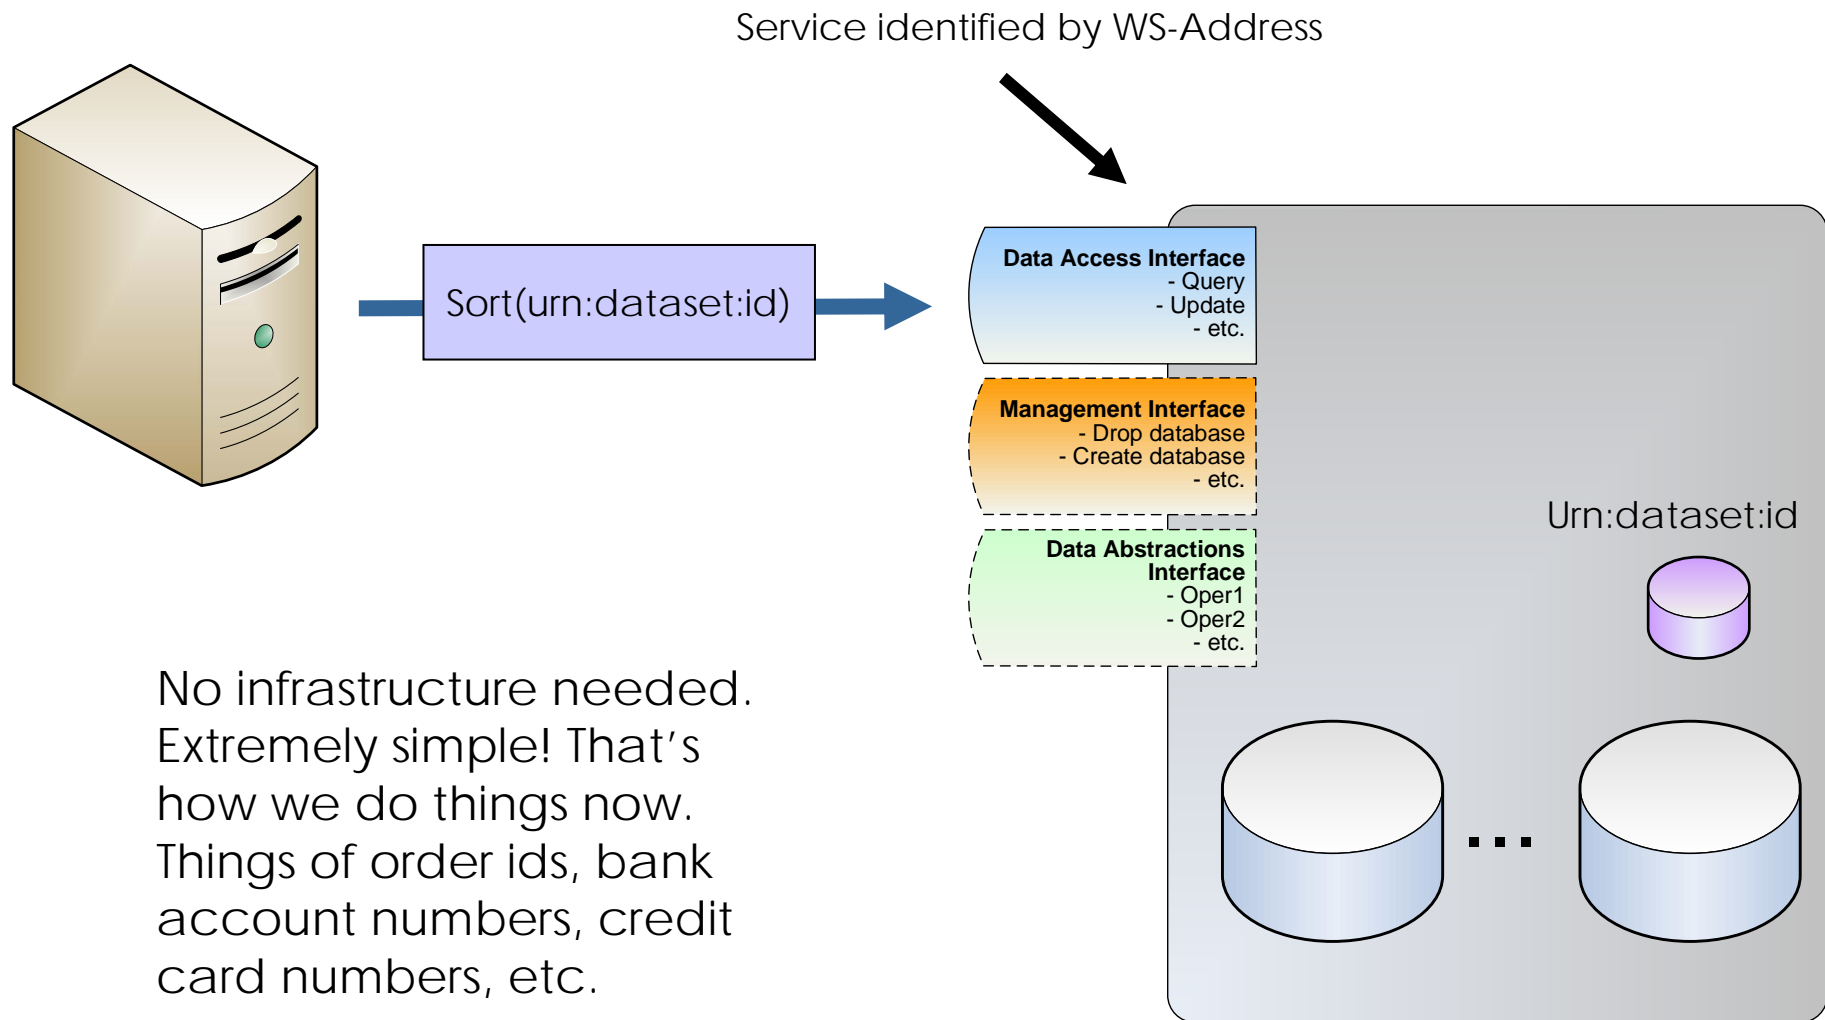 Service identified by WS-Address
Sort(urn:dataset:id)
Data Access Interface
- Query
- Update
- etc.
Management Interface
- Drop database
- Create database
- etc.
Data Abstractions
Interface
- Oper1
- Oper2
- etc.
Urn:dataset:id
...
No infrastructure needed.
Extremely simple! That’s
how we do things now.
Things of order ids, bank
account numbers, credit
card numbers, etc.